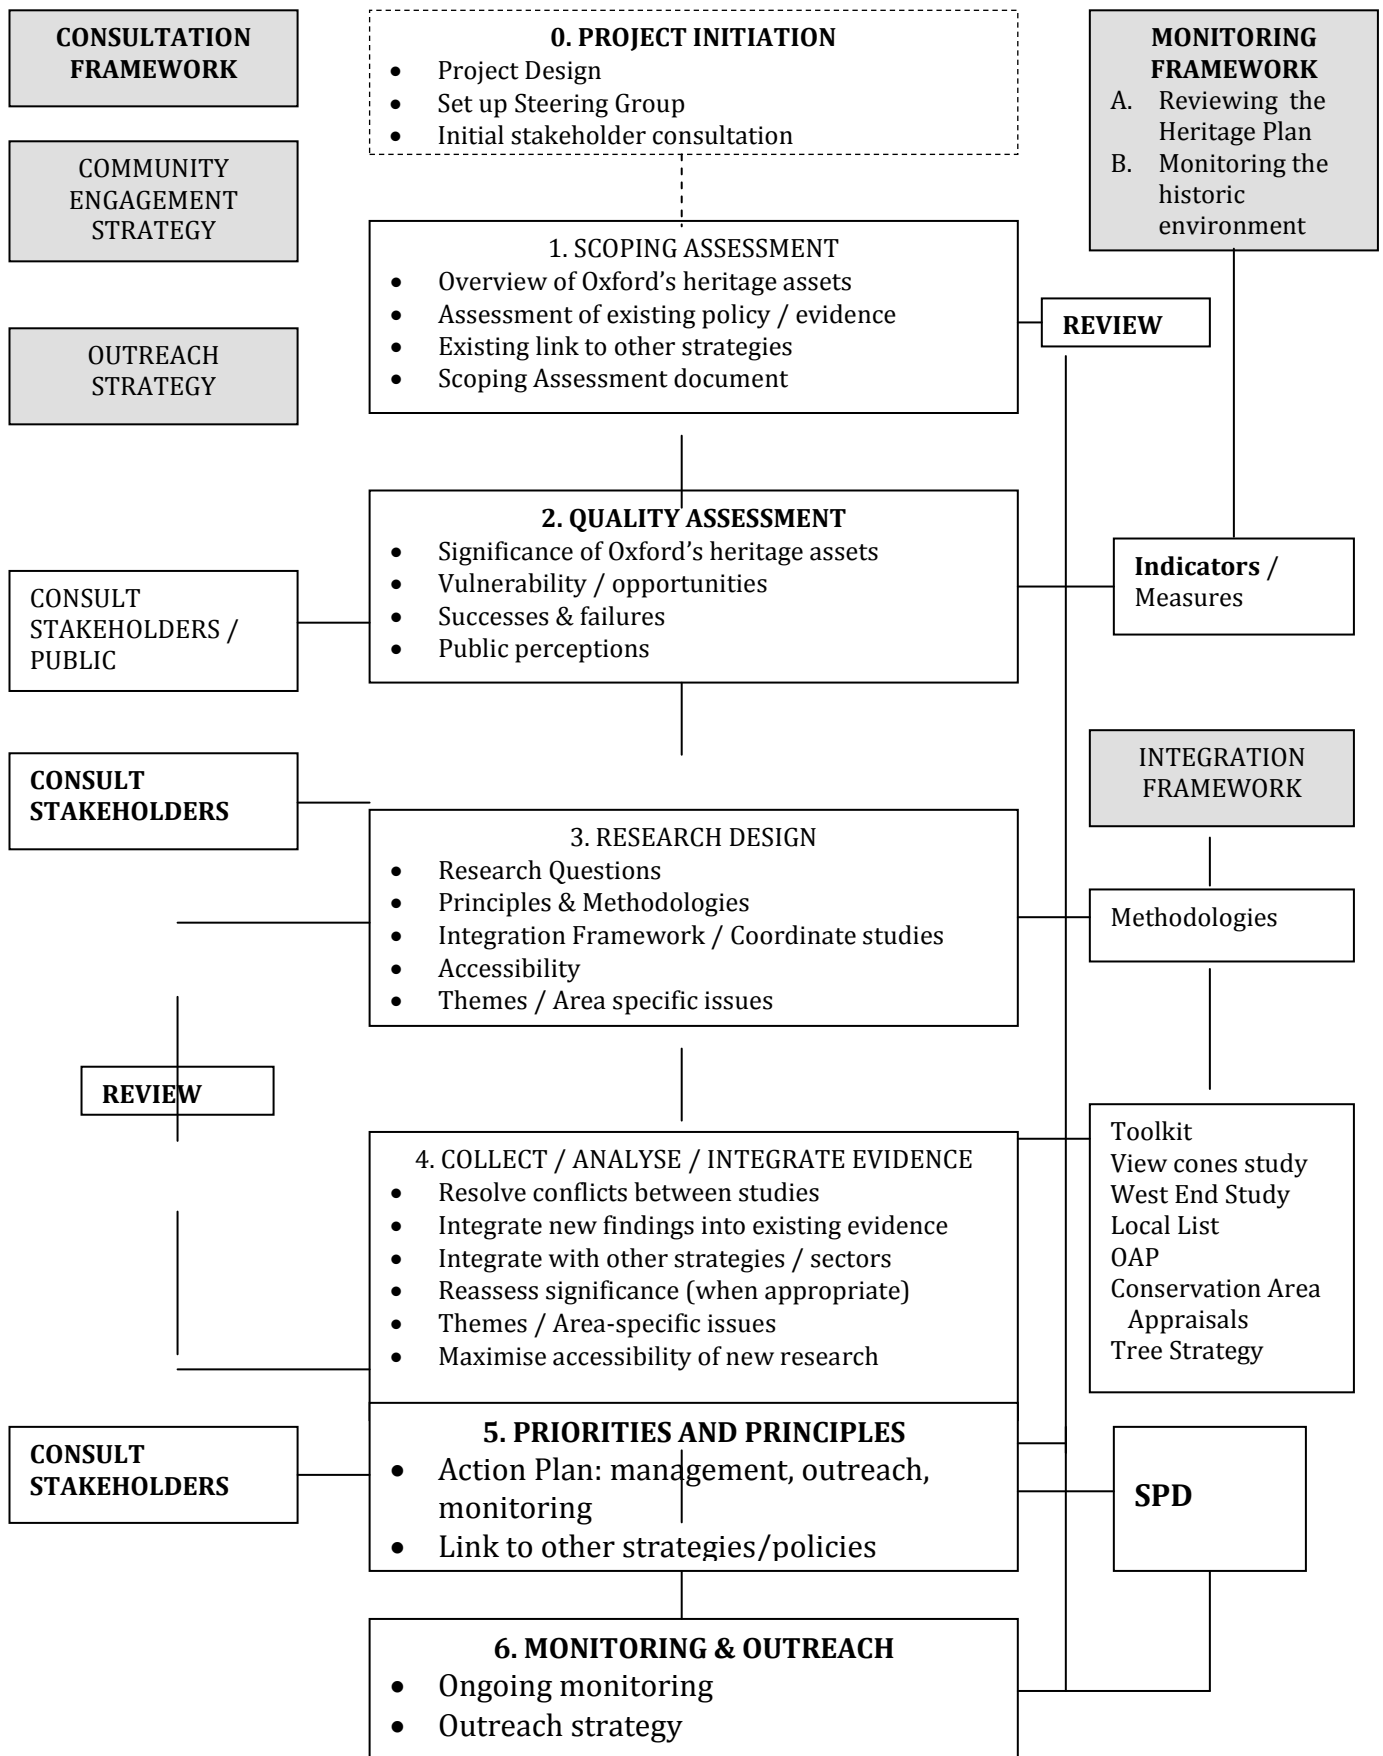 CONSULTATION
FRAMEWORK
COMMUNITY
ENGAGEMENT
STRATEGY
OUTREACH
STRATEGY
0. PROJECT INITIATION
• Project Design
• Set up Steering Group
• Initial stakeholder consultation
MONITORING
FRAMEWORK
A. Reviewing the
Heritage Plan
B. Monitoring the
historic
environment
1. SCOPING ASSESSMENT
• Overview of Oxford’s heritage assets
• Assessment of existing policy / evidence
• Existing link to other strategies
• Scoping Assessment document
REVIEW
2. QUALITY ASSESSMENT
• Significance of Oxford’s heritage assets
• Vulnerability / opportunities
• Successes & failures
• Public perceptions
CONSULT
STAKEHOLDERS /
PUBLIC
Indicators /
Measures
CONSULT
STAKEHOLDERS
INTEGRATION
FRAMEWORK
3. RESEARCH DESIGN
• Research Questions
• Principles & Methodologies
• Integration Framework / Coordinate studies
• Accessibility
• Themes / Area specific issues
Methodologies
REVIEW
4. COLLECT / ANALYSE / INTEGRATE EVIDENCE
• Resolve conflicts between studies
• Integrate new findings into existing evidence
• Integrate with other strategies / sectors
• Reassess significance (when appropriate)
• Themes / Area-specific issues
• Maximise accessibility of new research
Toolkit
View cones study
West End Study
Local List
OAP
Conservation Area
Appraisals
Tree Strategy
CONSULT
STAKEHOLDERS
5. PRIORITIES AND PRINCIPLES
• Action Plan: management, outreach,
monitoring
• Link to other strategies/policies
SPD
6. MONITORING & OUTREACH
• Ongoing monitoring
• Outreach strategy